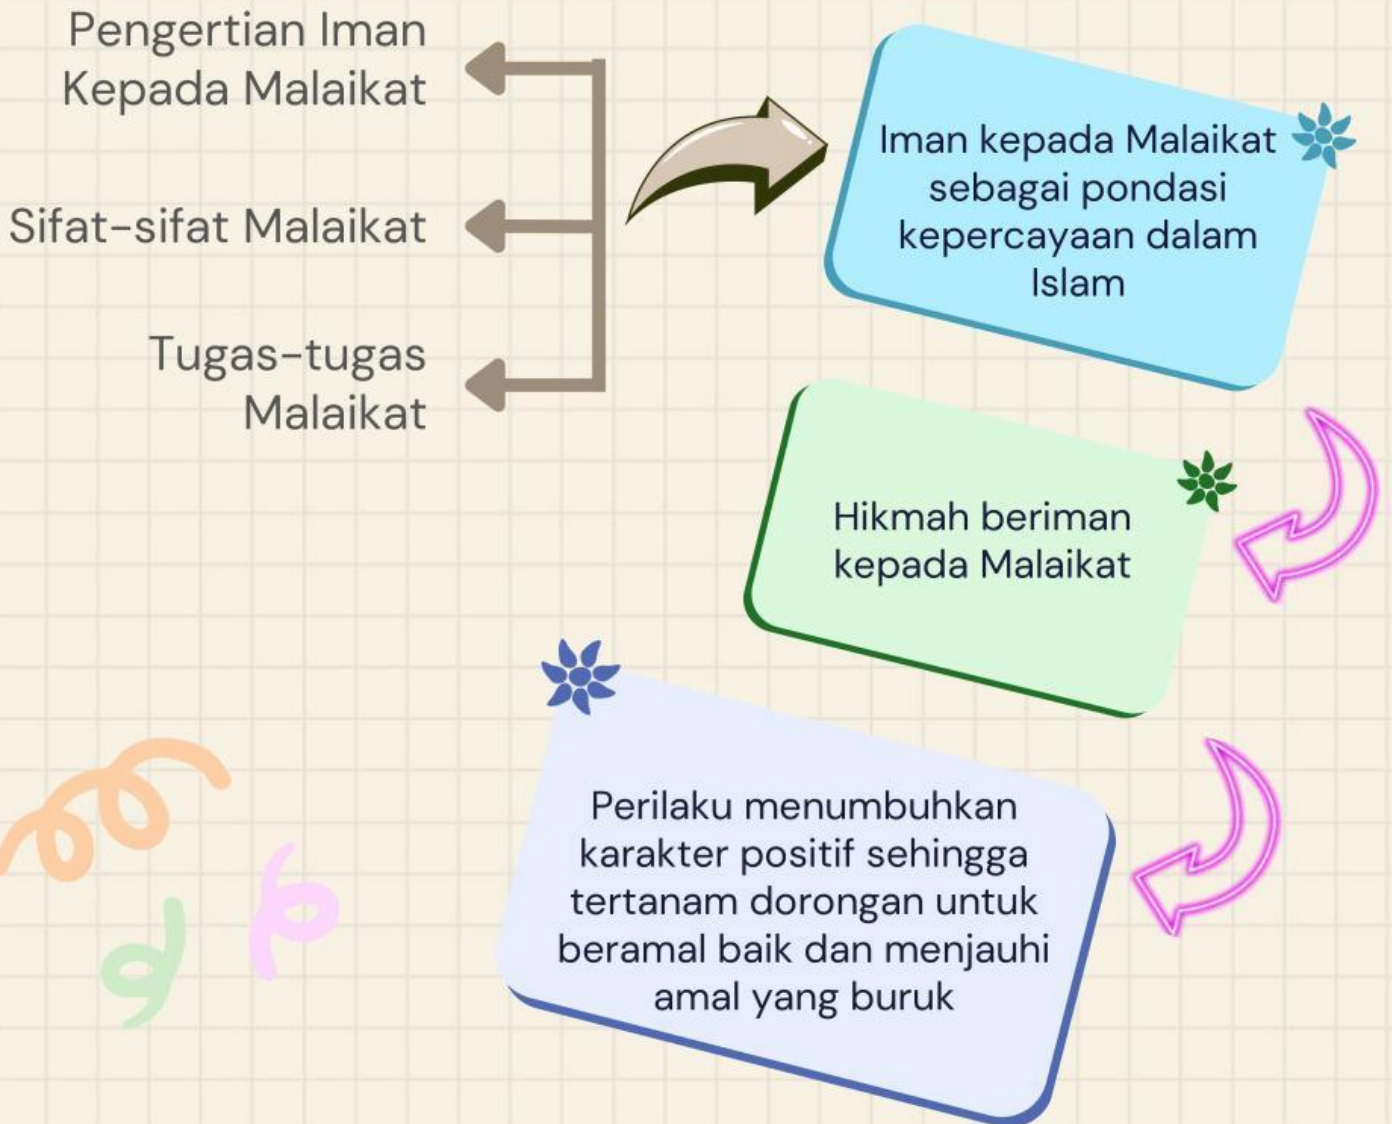 Pengertian Iman
Kepada Malaikat
Sifat-sifat Malaikat
Tugas-tugas
Malaikat
Iman kepada Malaikat
sebagai pondasi
kepercayaan dalam
Islam
Hikmah beriman
kepada Malaikat
Perilaku menumbuhkan
karakter positif sehingga
tertanam dorongan untuk
beramal baik dan menjauhi
amal yang buruk